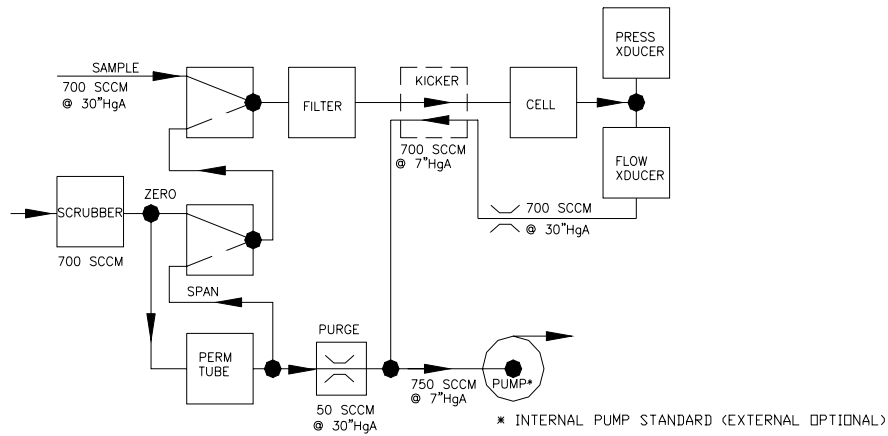 SAMPLE
700 SCCM
@ 30"HgA
FILTER
KICKER
700 SCCM
@ 7"HgA
CELL
PRESS
XDUCER
FLOW
XDUCER
700 SCCM
@ 30"HgA
SCRUBBER
700 SCCM
ZERO
SPAN
PERM
TUBE
PURGE
50 SCCM
@ 30"HgA
750 SCCM
@ 7"HgA
PUMP*
* INTERNAL PUMP STANDARD (EXTERNAL OPTIONAL)